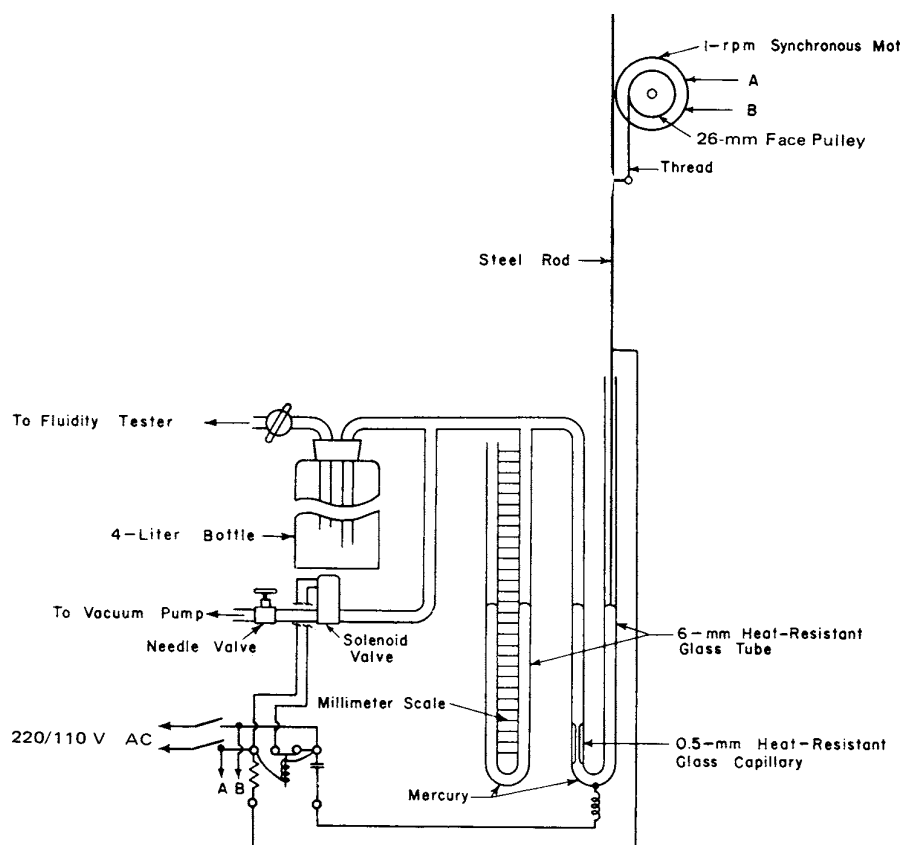 1-rpm Synchronous Mot
A
B
26-mm Face Pulley
Thread
Steel Rod
To Fluidity Tester
4-Liter Bottle
To Vacuum Pump
Needle Valve
Solenoid
Valve
6-mm Heat-Resistant
Glass Tube
Millimeter Scale
220/110 V AC
A B
0.5-mm Heat-Resistant
Glass Capillary
Mercury